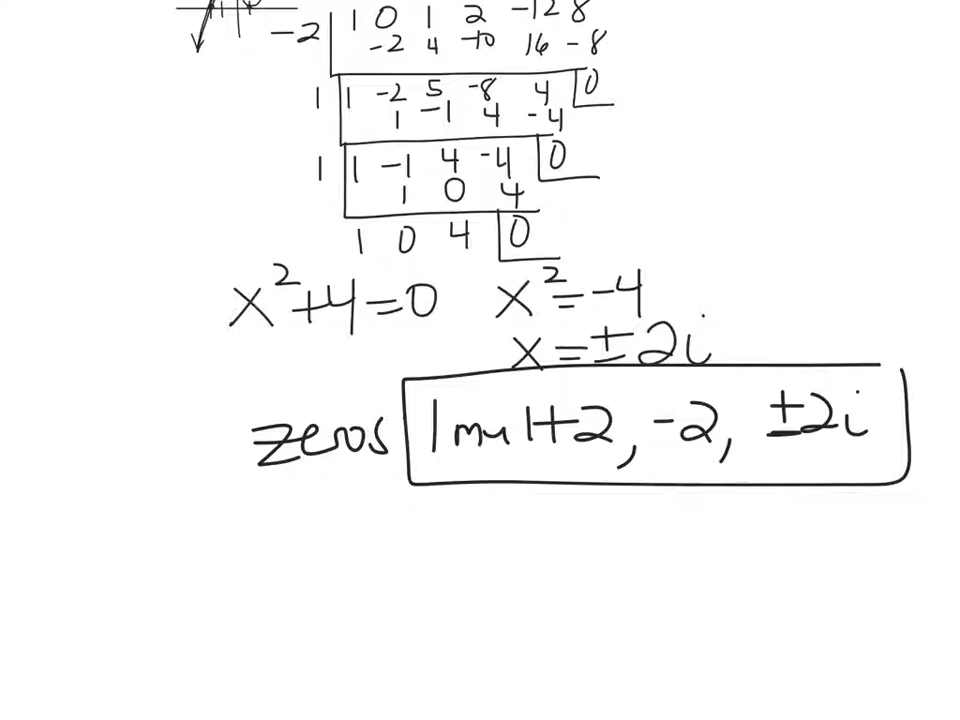 -2 | 1 0 1 2 -12 8
-2 4 -10 16 -8
1 | 1 -2 5 -8 4 | 0
1 -1 4 -4
1 | 1 -1 4 -4 | 0
1 0 4
1 0 4 | 0
x²+4=0 x²=-4
x=±2i
zeros 1 mult 2, -2, ±2i